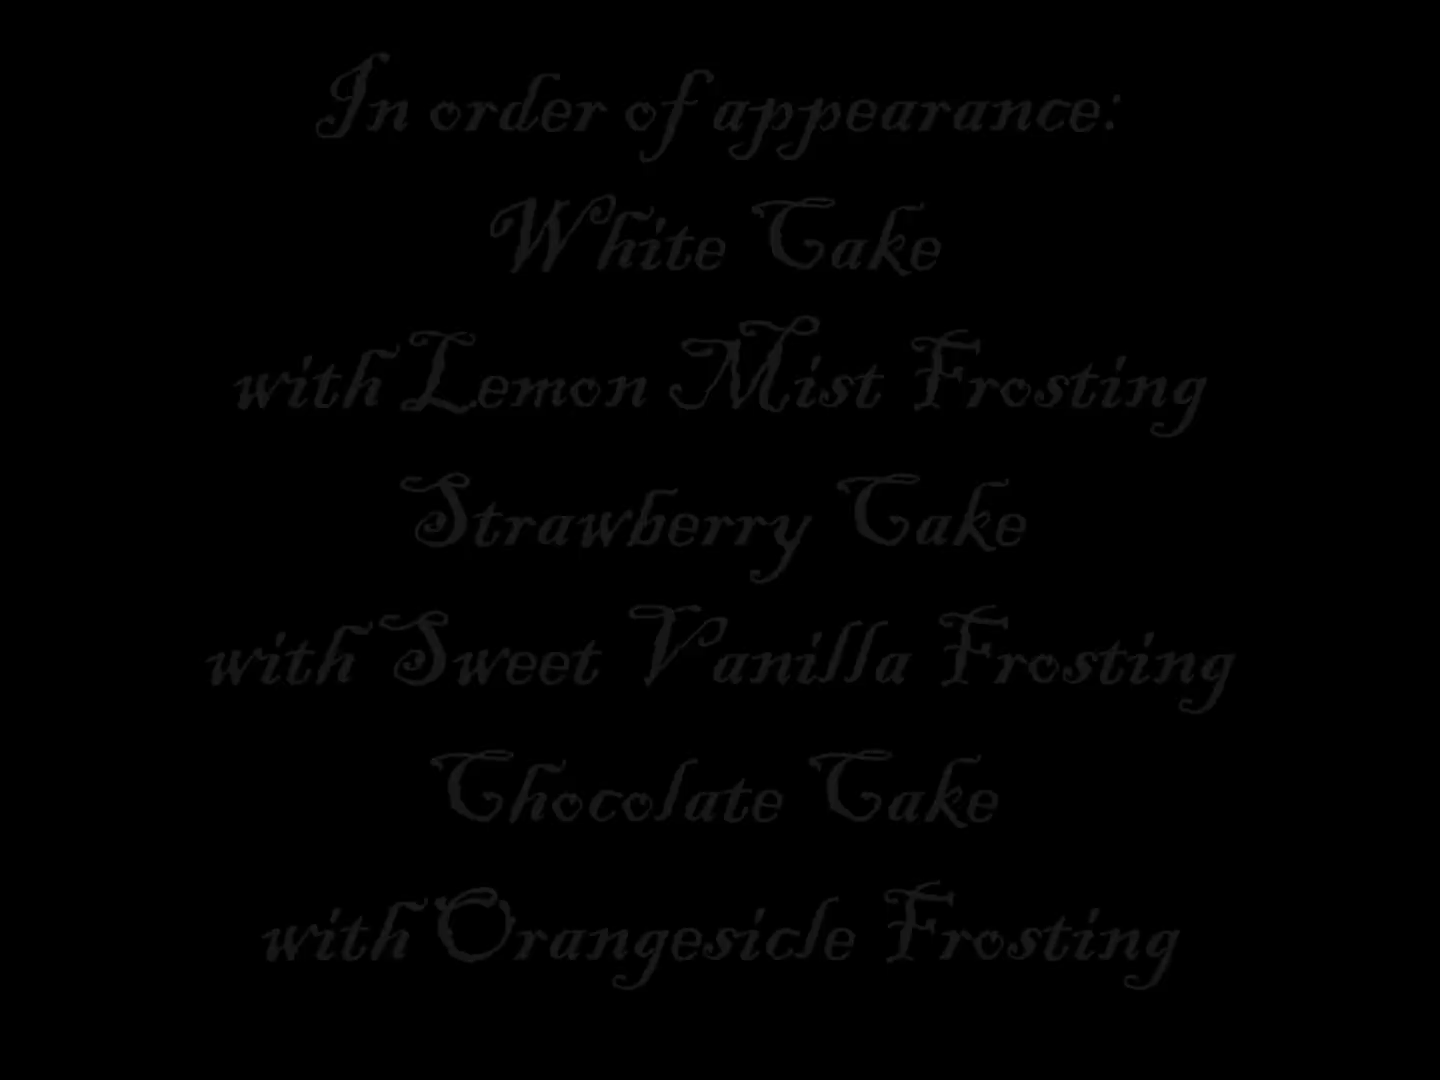 In order of appearance:
White Cake
with Lemon Mist Frosting
Strawberry Cake
with Sweet Vanilla Frosting
Chocolate Cake
with Orangesicle Frosting